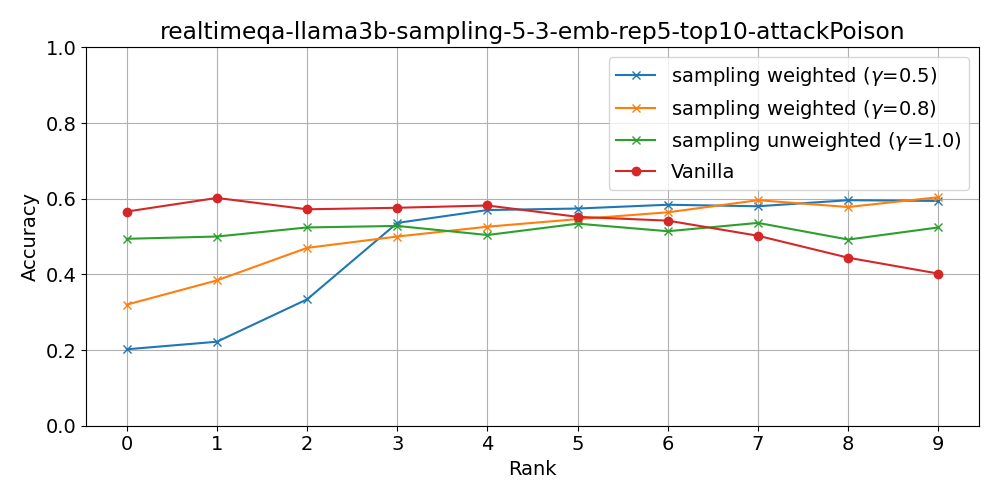 realtimeqa-llama3b-sampling-5-3-emb-rep5-top10-attackPoison
1.0
0.8
0.6
0.4
0.2
0.0
Accuracy
sampling weighted (γ=0.5)
sampling weighted (γ=0.8)
sampling unweighted (γ=1.0)
Vanilla
0 1 2 3 4 5 6 7 8 9
Rank